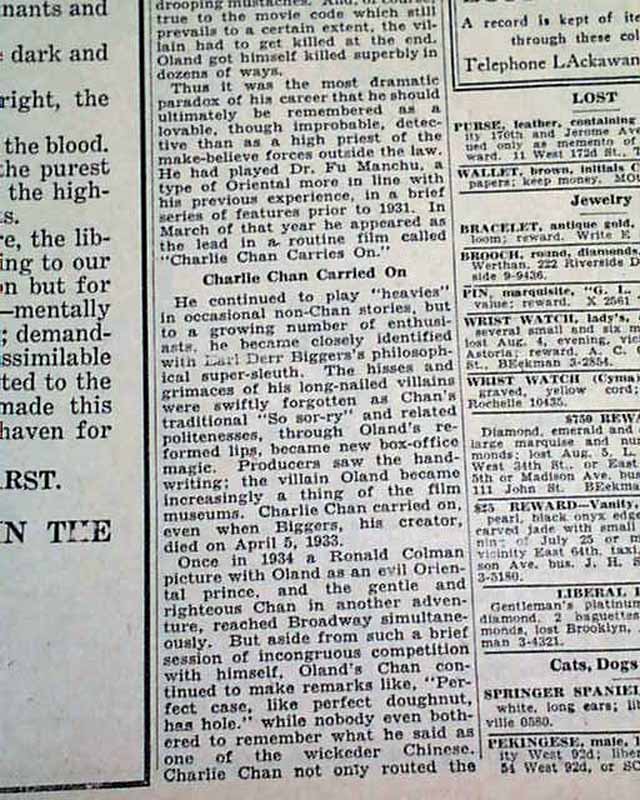 nants and
dark and
right, the
the blood.
the purest
the high-
s.
re, the lib-
ing to our
n but for
—mentally
; demand-
ssimilable
ted to the
made this
haven for
RST.
N THE
drooping mustaches. And, of course,
true to the movie code which still
prevails to a certain extent, the vil-
lain had to get killed at the end.
Oland got himself killed superbly in
dozens of ways.
Thus it was the most dramatic
paradox of his career that he should
ultimately be remembered as a
lovable, though improbable, detec-
tive than as a high priest of the
make-believe forces outside the law.
He had played Dr. Fu Manchu, a
type of Oriental more in line with
his previous experience, in a brief
series of features prior to 1931. In
March of that year he appeared as
the lead in a routine film called
"Charlie Chan Carries On."
Charlie Chan Carried On
He continued to play "heavies"
in occasional non-Chan stories, but
to a growing number of enthusi-
asts, he became closely identified
with Earl Derr Biggers's philosoph-
ical super-sleuth. The hisses and
grimaces of his long-nailed villains
were swiftly forgotten as Chan's
traditional "So sor-ry" and related
politenesses, through Oland's re-
formed lips, became new box-office
magic. Producers saw the hand-
writing; the villain Oland became
increasingly a thing of the film
museums. Charlie Chan carried on,
even when Biggers, his creator,
died on April 5, 1933.
Once in 1934 a Ronald Colman
picture with Oland as an evil Orien-
tal prince, and the gentle and
righteous Chan in another adven-
ture, reached Broadway simultane-
ously. But aside from such a brief
session of incongruous competition
with himself, Oland's Chan con-
tinued to make remarks like, "Per-
fect case, like perfect doughnut,
has hole." while nobody even both-
ered to remember what he said as
one of the wickeder Chinese.
Charlie Chan not only routed the
A record is kept of ite
through these col
Telephone LAckawan
LOST
PURSE, leather, containing
ity 170th and Jerome Av
ued only as memento of
ward. 11 West 172d St., T
WALLET, brown, initials C
papers; keep money.
Jewelry
BRACELET, antique gold,
loom; reward. Write E
BROOCH, round, diamonds,
Werthan, 222 Riverside D
side 9-9436.
PIN, marquisite, "G. L.
value; reward. X 2561
WRIST WATCH, lady's,
several small and six
lost Aug. 4, evening, vici
Astoria; reward. A. C.
St., BEekman 3-2854.
WRIST WATCH (Cyma)
graved, yellow cord;
Rochelle 10435.
$750 REWA
Diamond, emerald and
large marquise and
monds; lost Aug. 5, L.
West 34th St., or East
5th or Madison Ave. bus
111 John St. BEekma
$25 REWARD—Vanity,
pearl, black onyx edge
carved jade with small
ning of July 25 or
vicinity East 64th, taxi
son Ave. bus. J. H. S
3-5180.
LIBERAL
Gentleman's platinum
diamond, 2 baguettes
monds, lost Brooklyn,
man 3-4321.
Cats, Dogs
SPRINGER SPANIEL
white, long ears; lib
ville 0580.
PEKINGESE, male,
ity West 92d;
54 West 92d, or SC